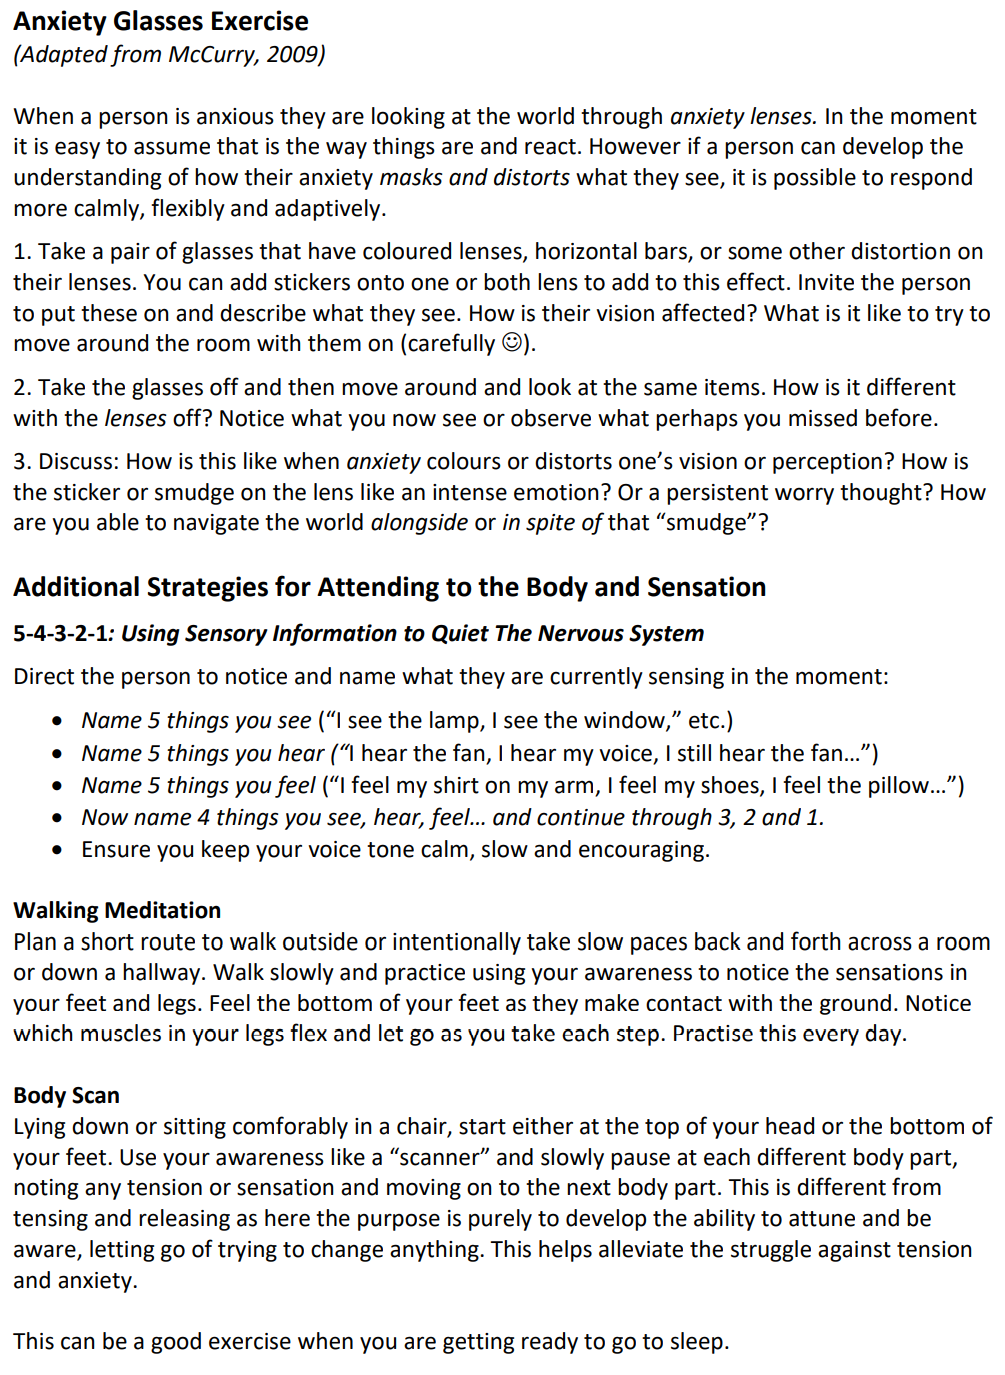 Anxiety Glasses Exercise
(Adapted from McCurry, 2009)
When a person is anxious they are looking at the world through anxiety lenses. In the moment
it is easy to assume that is the way things are and react. However if a person can develop the
understanding of how their anxiety masks and distorts what they see, it is possible to respond
more calmly, flexibly and adaptively.
1. Take a pair of glasses that have coloured lenses, horizontal bars, or some other distortion on
their lenses. You can add stickers onto one or both lens to add to this effect. Invite the person
to put these on and describe what they see. How is their vision affected? What is it like to try to
move around the room with them on (carefully ☺).
2. Take the glasses off and then move around and look at the same items. How is it different
with the lenses off? Notice what you now see or observe what perhaps you missed before.
3. Discuss: How is this like when anxiety colours or distorts one’s vision or perception? How is
the sticker or smudge on the lens like an intense emotion? Or a persistent worry thought? How
are you able to navigate the world alongside or in spite of that “smudge”?
Additional Strategies for Attending to the Body and Sensation
5-4-3-2-1: Using Sensory Information to Quiet The Nervous System
Direct the person to notice and name what they are currently sensing in the moment:
• Name 5 things you see (“I see the lamp, I see the window,” etc.)
• Name 5 things you hear (“I hear the fan, I hear my voice, I still hear the fan…”)
• Name 5 things you feel (“I feel my shirt on my arm, I feel my shoes, I feel the pillow…”)
• Now name 4 things you see, hear, feel… and continue through 3, 2 and 1.
• Ensure you keep your voice tone calm, slow and encouraging.
Walking Meditation
Plan a short route to walk outside or intentionally take slow paces back and forth across a room
or down a hallway. Walk slowly and practice using your awareness to notice the sensations in
your feet and legs. Feel the bottom of your feet as they make contact with the ground. Notice
which muscles in your legs flex and let go as you take each step. Practise this every day.
Body Scan
Lying down or sitting comforably in a chair, start either at the top of your head or the bottom of
your feet. Use your awareness like a “scanner” and slowly pause at each different body part,
noting any tension or sensation and moving on to the next body part. This is different from
tensing and releasing as here the purpose is purely to develop the ability to attune and be
aware, letting go of trying to change anything. This helps alleviate the struggle against tension
and anxiety.
This can be a good exercise when you are getting ready to go to sleep.